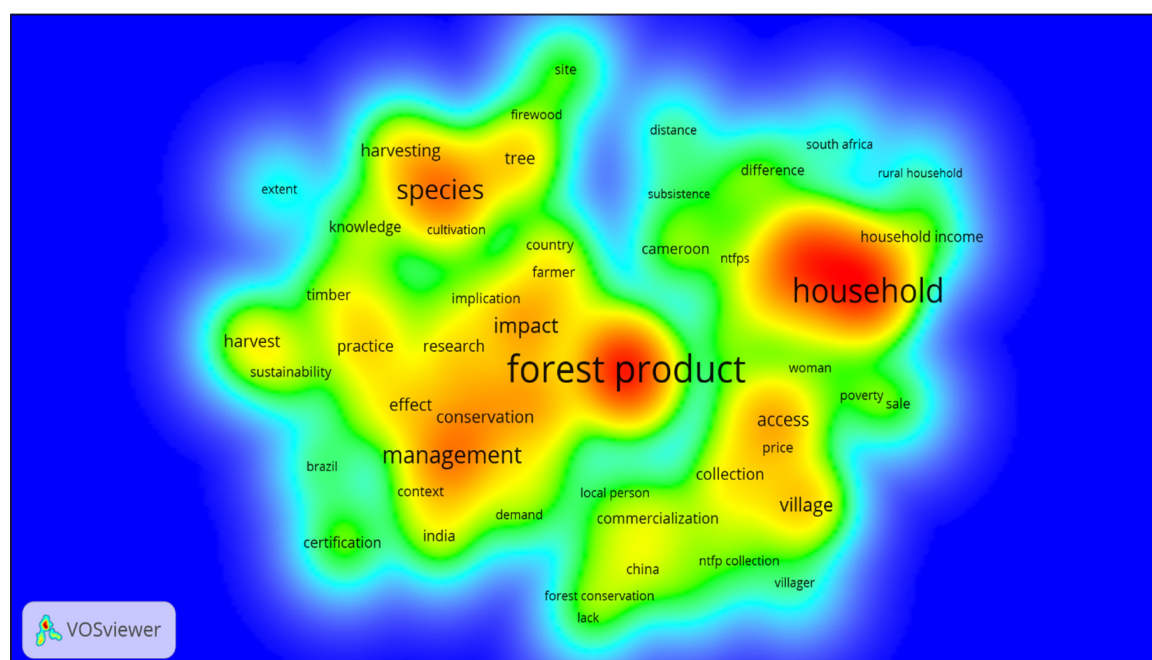 site
firewood
distance
south africa
harvesting
tree
difference
rural household
extent
species
subsistence
knowledge
cultivation
country
cameroon
household income
ntfps
farmer
timber
implication
household
impact
harvest
practice
research
sustainability
forest product
woman
poverty
sale
effect
conservation
access
price
management
brazil
collection
context
local person
village
demand
commercialization
india
certification
china
ntfp collection
villager
forest conservation
lack
VOSviewer